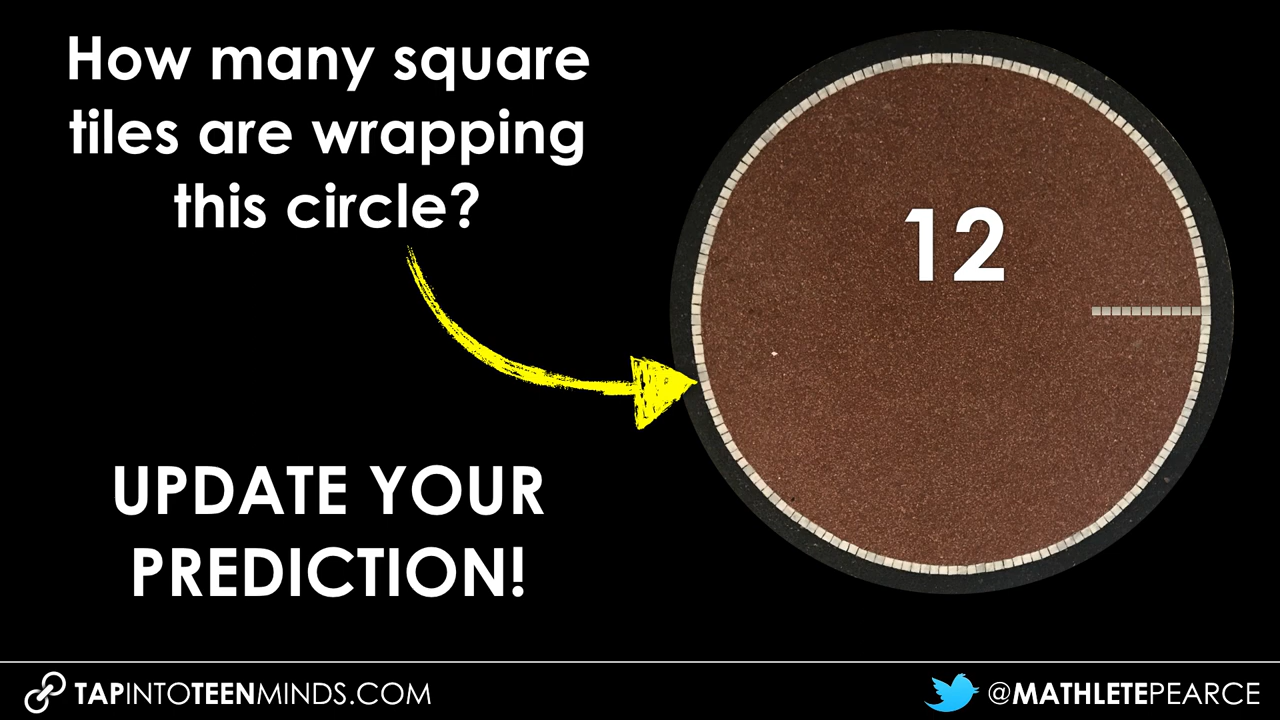 How many square
tiles are wrapping
this circle?
12
UPDATE YOUR
PREDICTION!
TAPINTOTEENMINDS.COM
@MATHLETEPEARCE